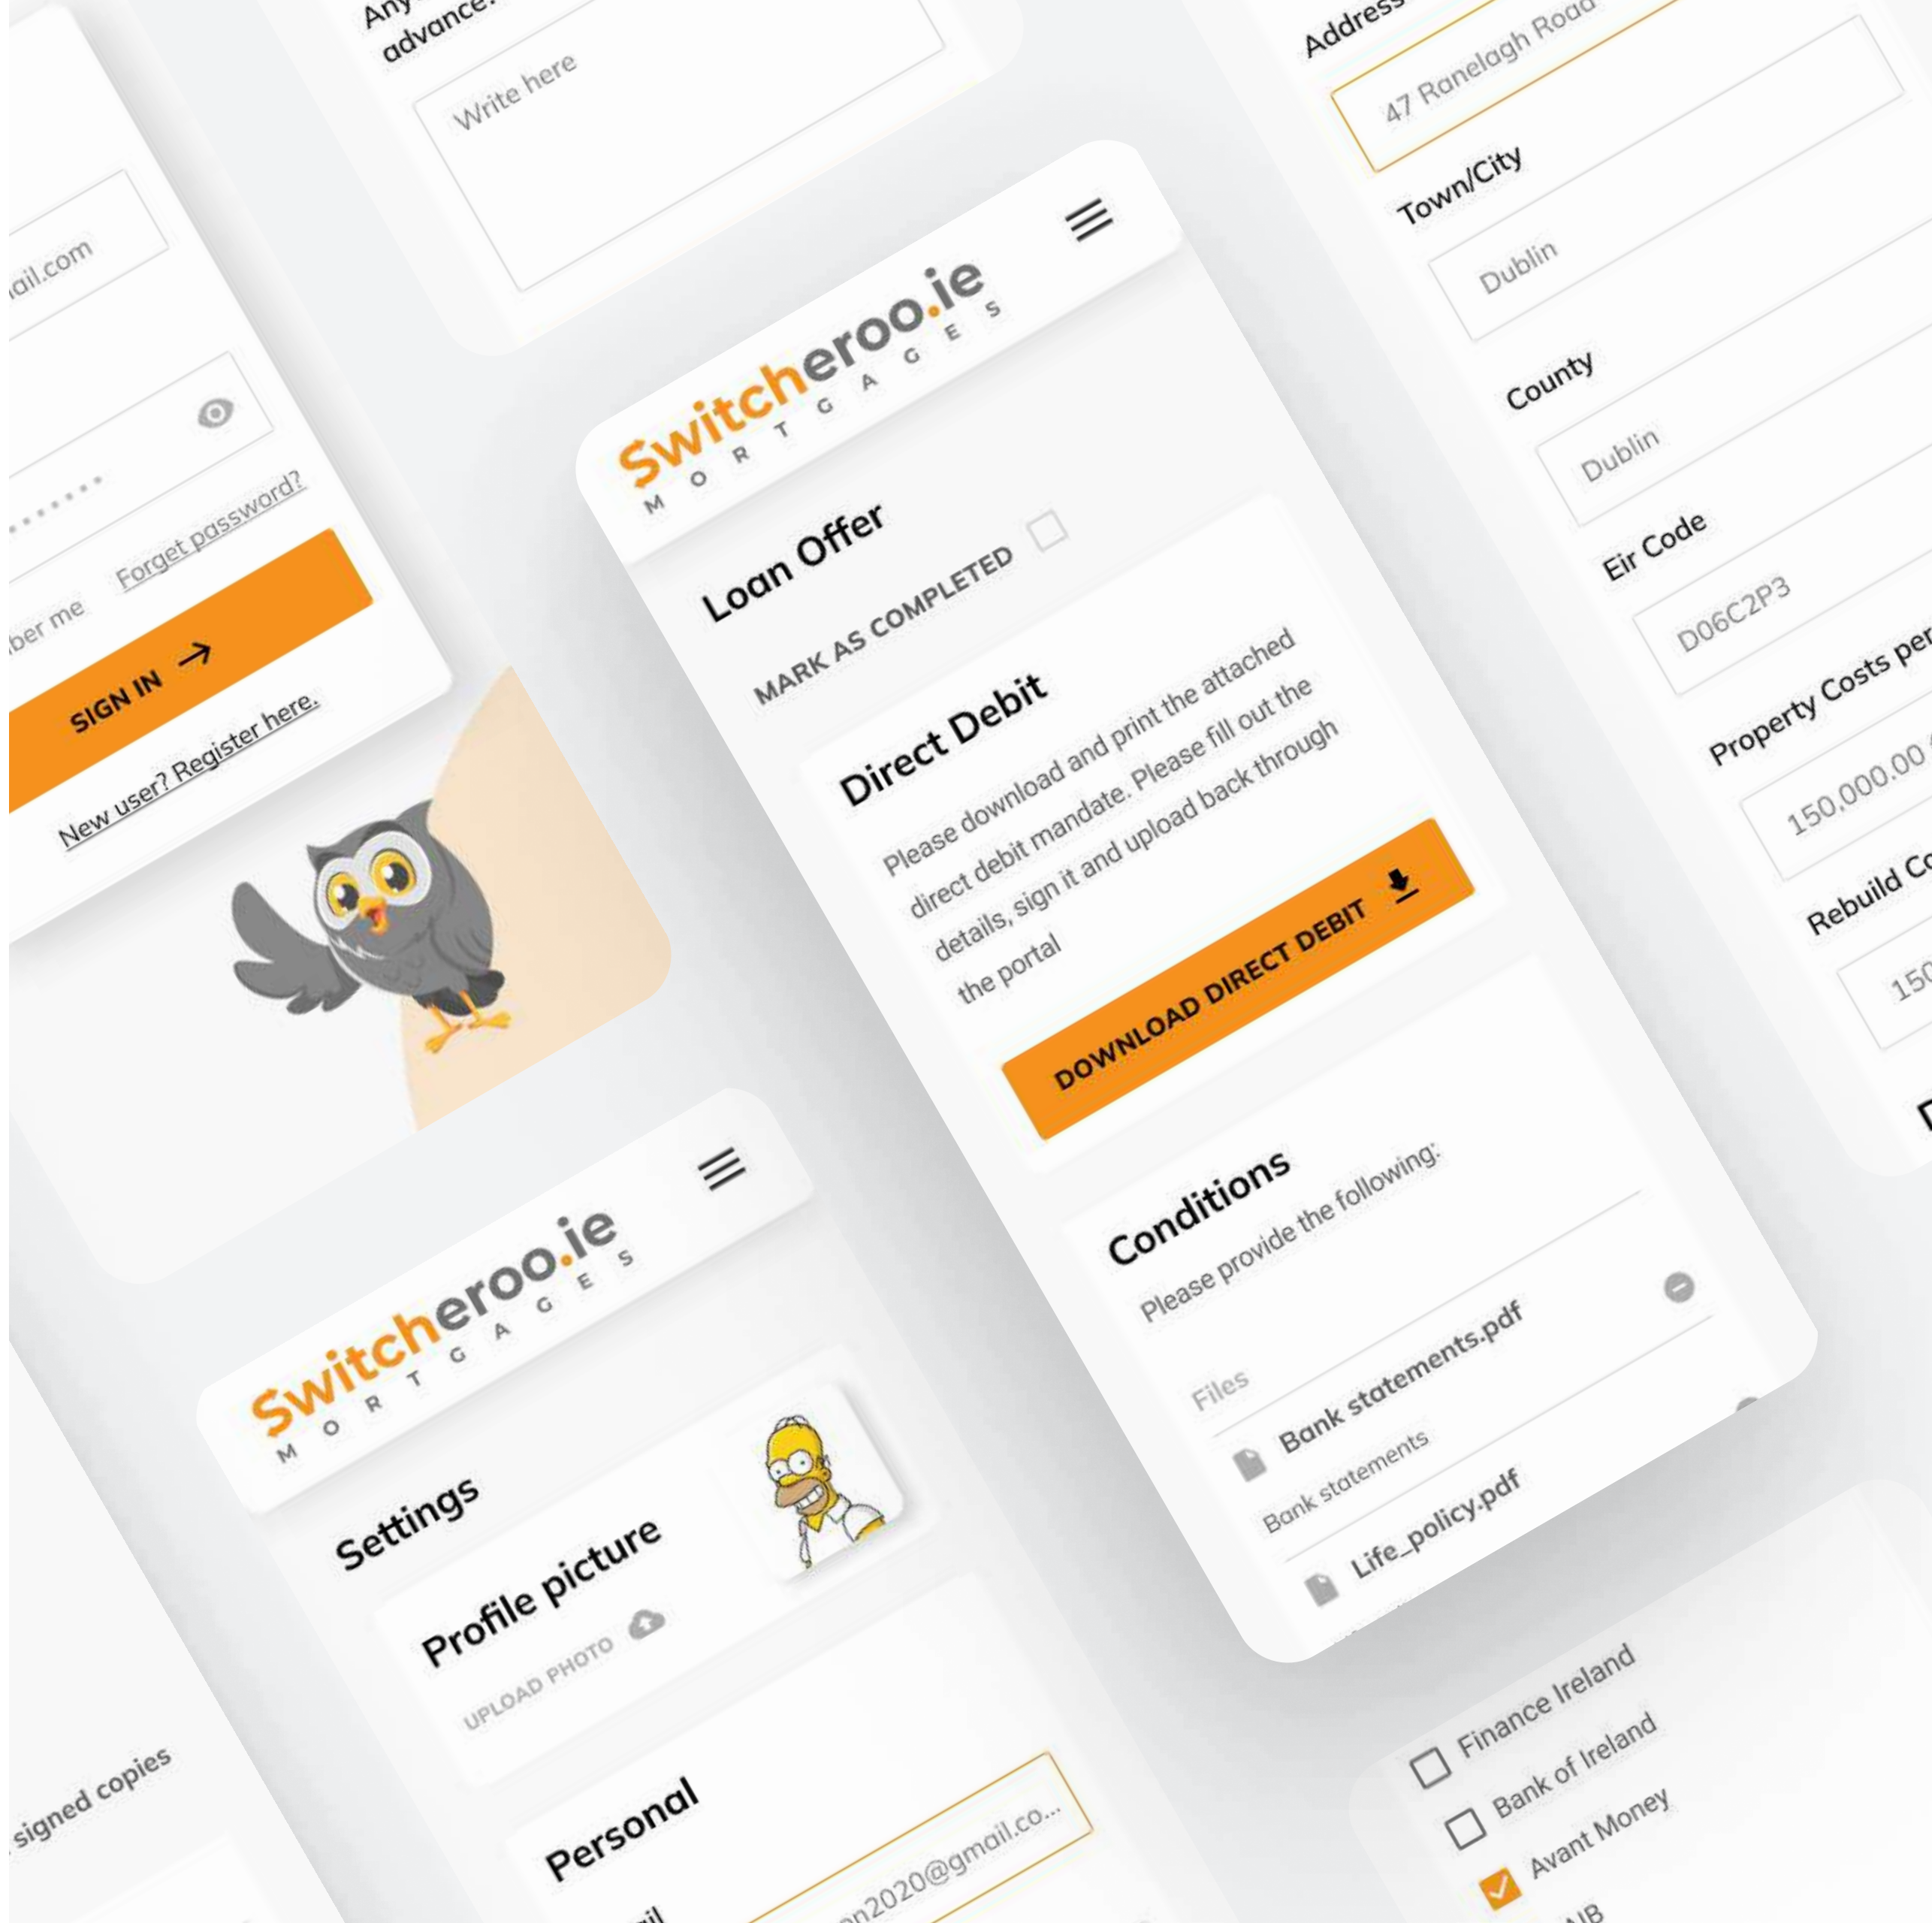 advance?
Write here
ail.com
Forget password?
ber me
SIGN IN
New user? Register here.
Switcheroo.ie
MORTGAGES
Loan Offer
MARK AS COMPLETED
Direct Debit
Please download and print the attached
direct debit mandate. Please fill out the
details, sign it and upload back through
the portal
DOWNLOAD DIRECT DEBIT
Conditions
Please provide the following:
Files
Bank statements.pdf
Bank statements
Life_policy.pdf
Address
47 Ranelagh Road
Town/City
Dublin
County
Dublin
Eir Code
D06C2P3
Property Costs per
150,000.00
Rebuild Co
150
Switcheroo.ie
MORTGAGES
Settings
Profile picture
UPLOAD PHOTO
Personal
on2020@gmail.co...
signed copies
Finance Ireland
Bank of Ireland
Avant Money